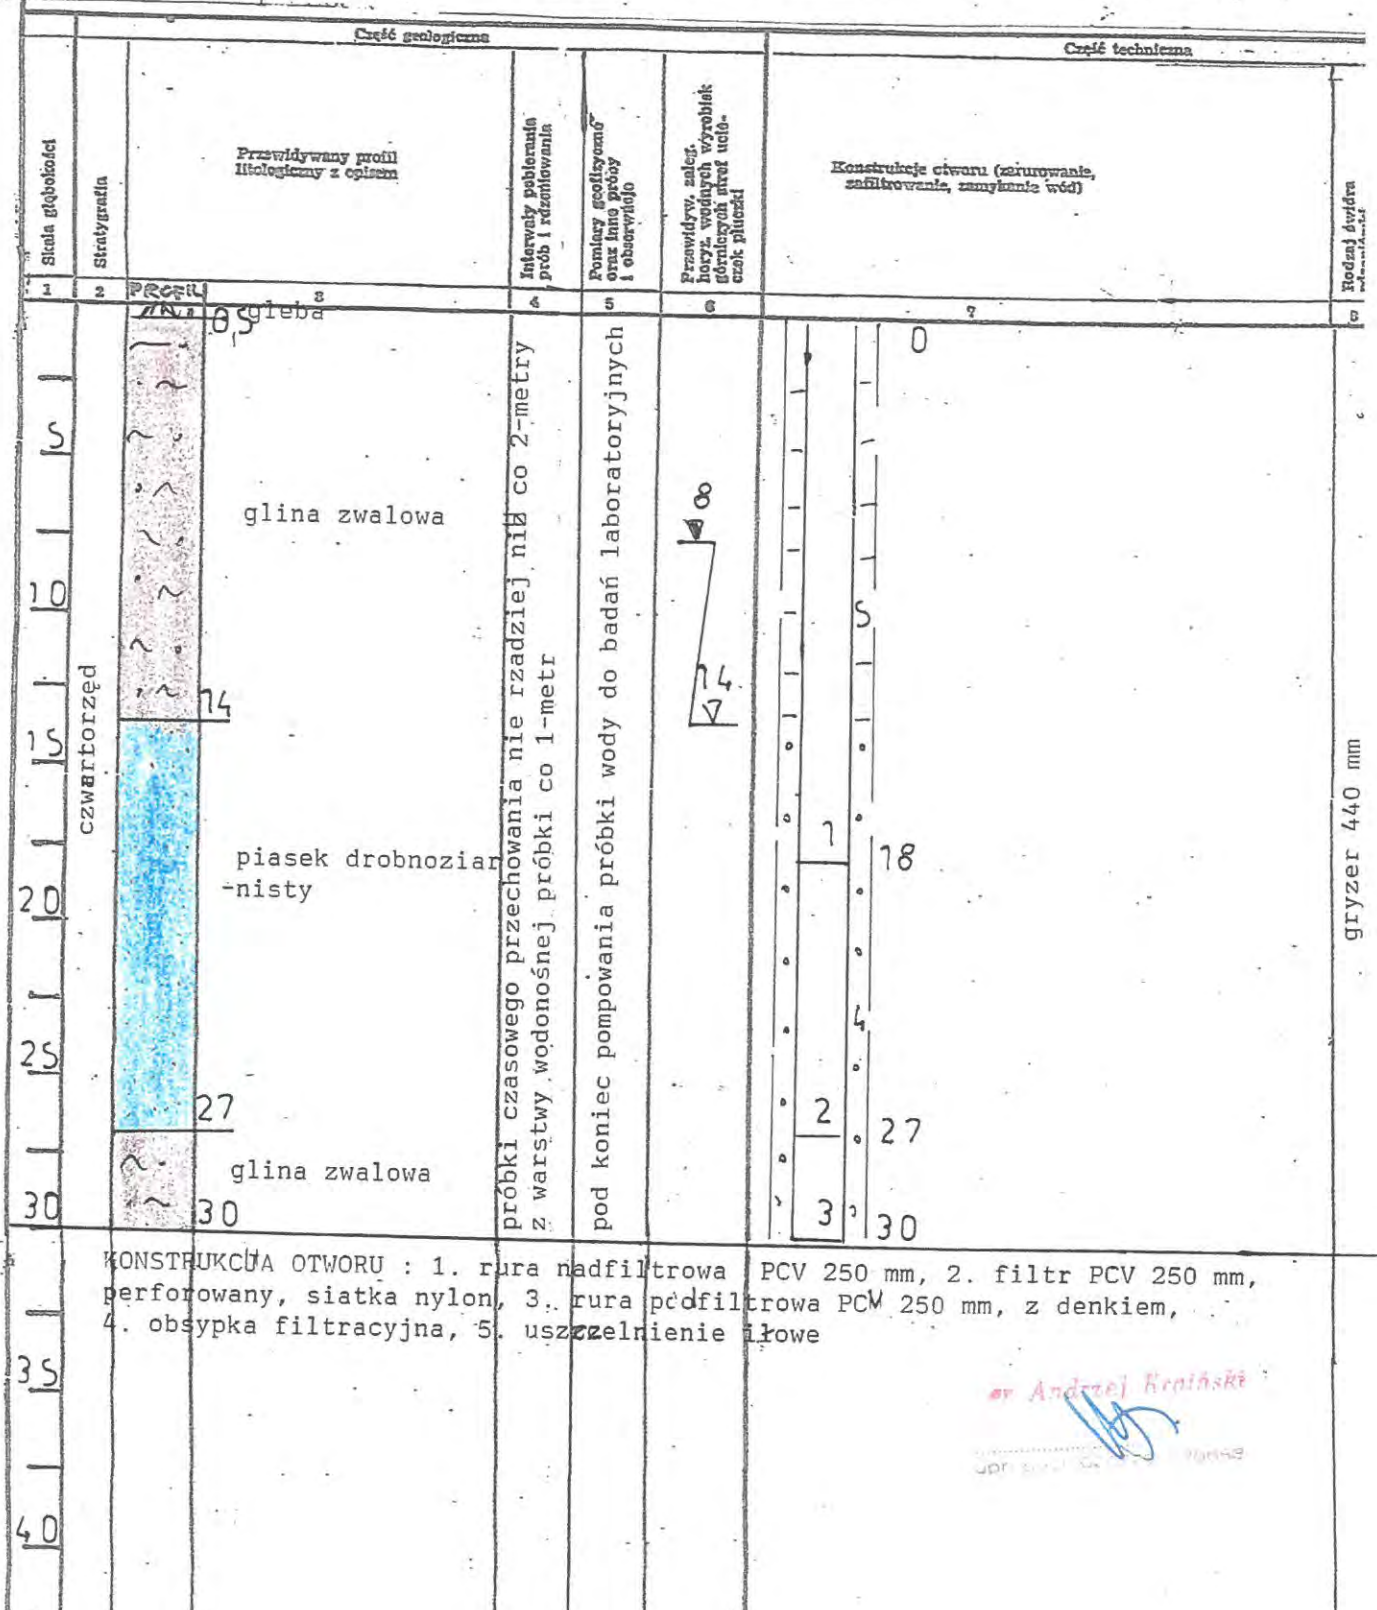 Część geologiczna
Część techniczna
Skala głębokości
Stratygrafia
Przewidywany profil
litologiczny z opisem
Interwały pobierania
prób i rdzeniowania
Pomiary geofizyczne
oraz inne próby
i obserwacje
Przewidyw. zaleg.
horyz. wodnych wyrobisk
górniczych stref ucie-
czek płuczki
Konstrukcje otworu (zarurowanie,
zafiltrowanie, zamykanie wód)
Rodzaj świdra
1
2
PROFIL
3
4
5
6
7
8
0,5
gleba
0
5
glina zwalowa
8
10
5
14
14
czwartorzęd
15
piasek drobnoziar
-nisty
1
18
20
4
25
27
2
27
glina zwalowa
30
30
3
30
próbki czasowego przechowania nie rzadziej niż co 2-metry
z warstwy wodonośnej próbki co 1-metr
pod koniec pompowania próbki wody do badań laboratoryjnych
gryzer 440 mm
KONSTRUKCJA OTWORU : 1. rura nadfiltrowa PCV 250 mm, 2. filtr PCV 250 mm,
perforowany, siatka nylon, 3. rura podfiltrowa PCV 250 mm, z denkiem,
4. obsypka filtracyjna, 5. uszczelnienie iłowe
35
Andrzej
40